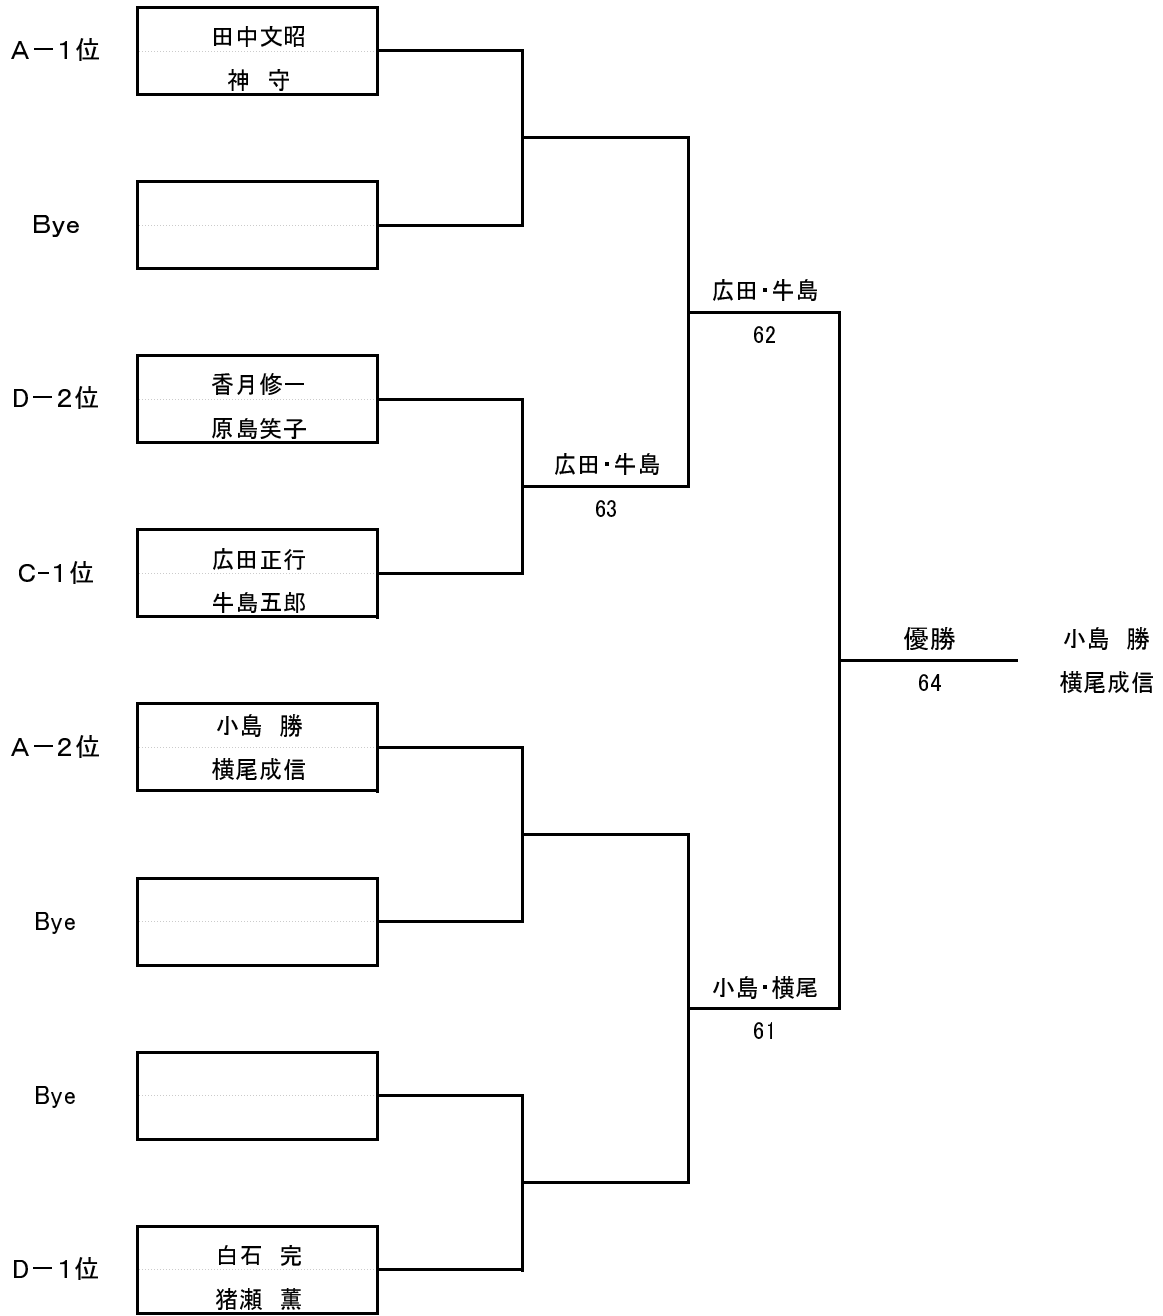 A－1位
田中文昭
神　守
Bye
広田・牛島
62
D－2位
香月修一
原島笑子
広田・牛島
63
C-1位
広田正行
牛島五郎
優勝
64
小島　勝
横尾成信
A－2位
小島　勝
横尾成信
Bye
小島・横尾
61
Bye
D－1位
白石　完
猪瀬　薫